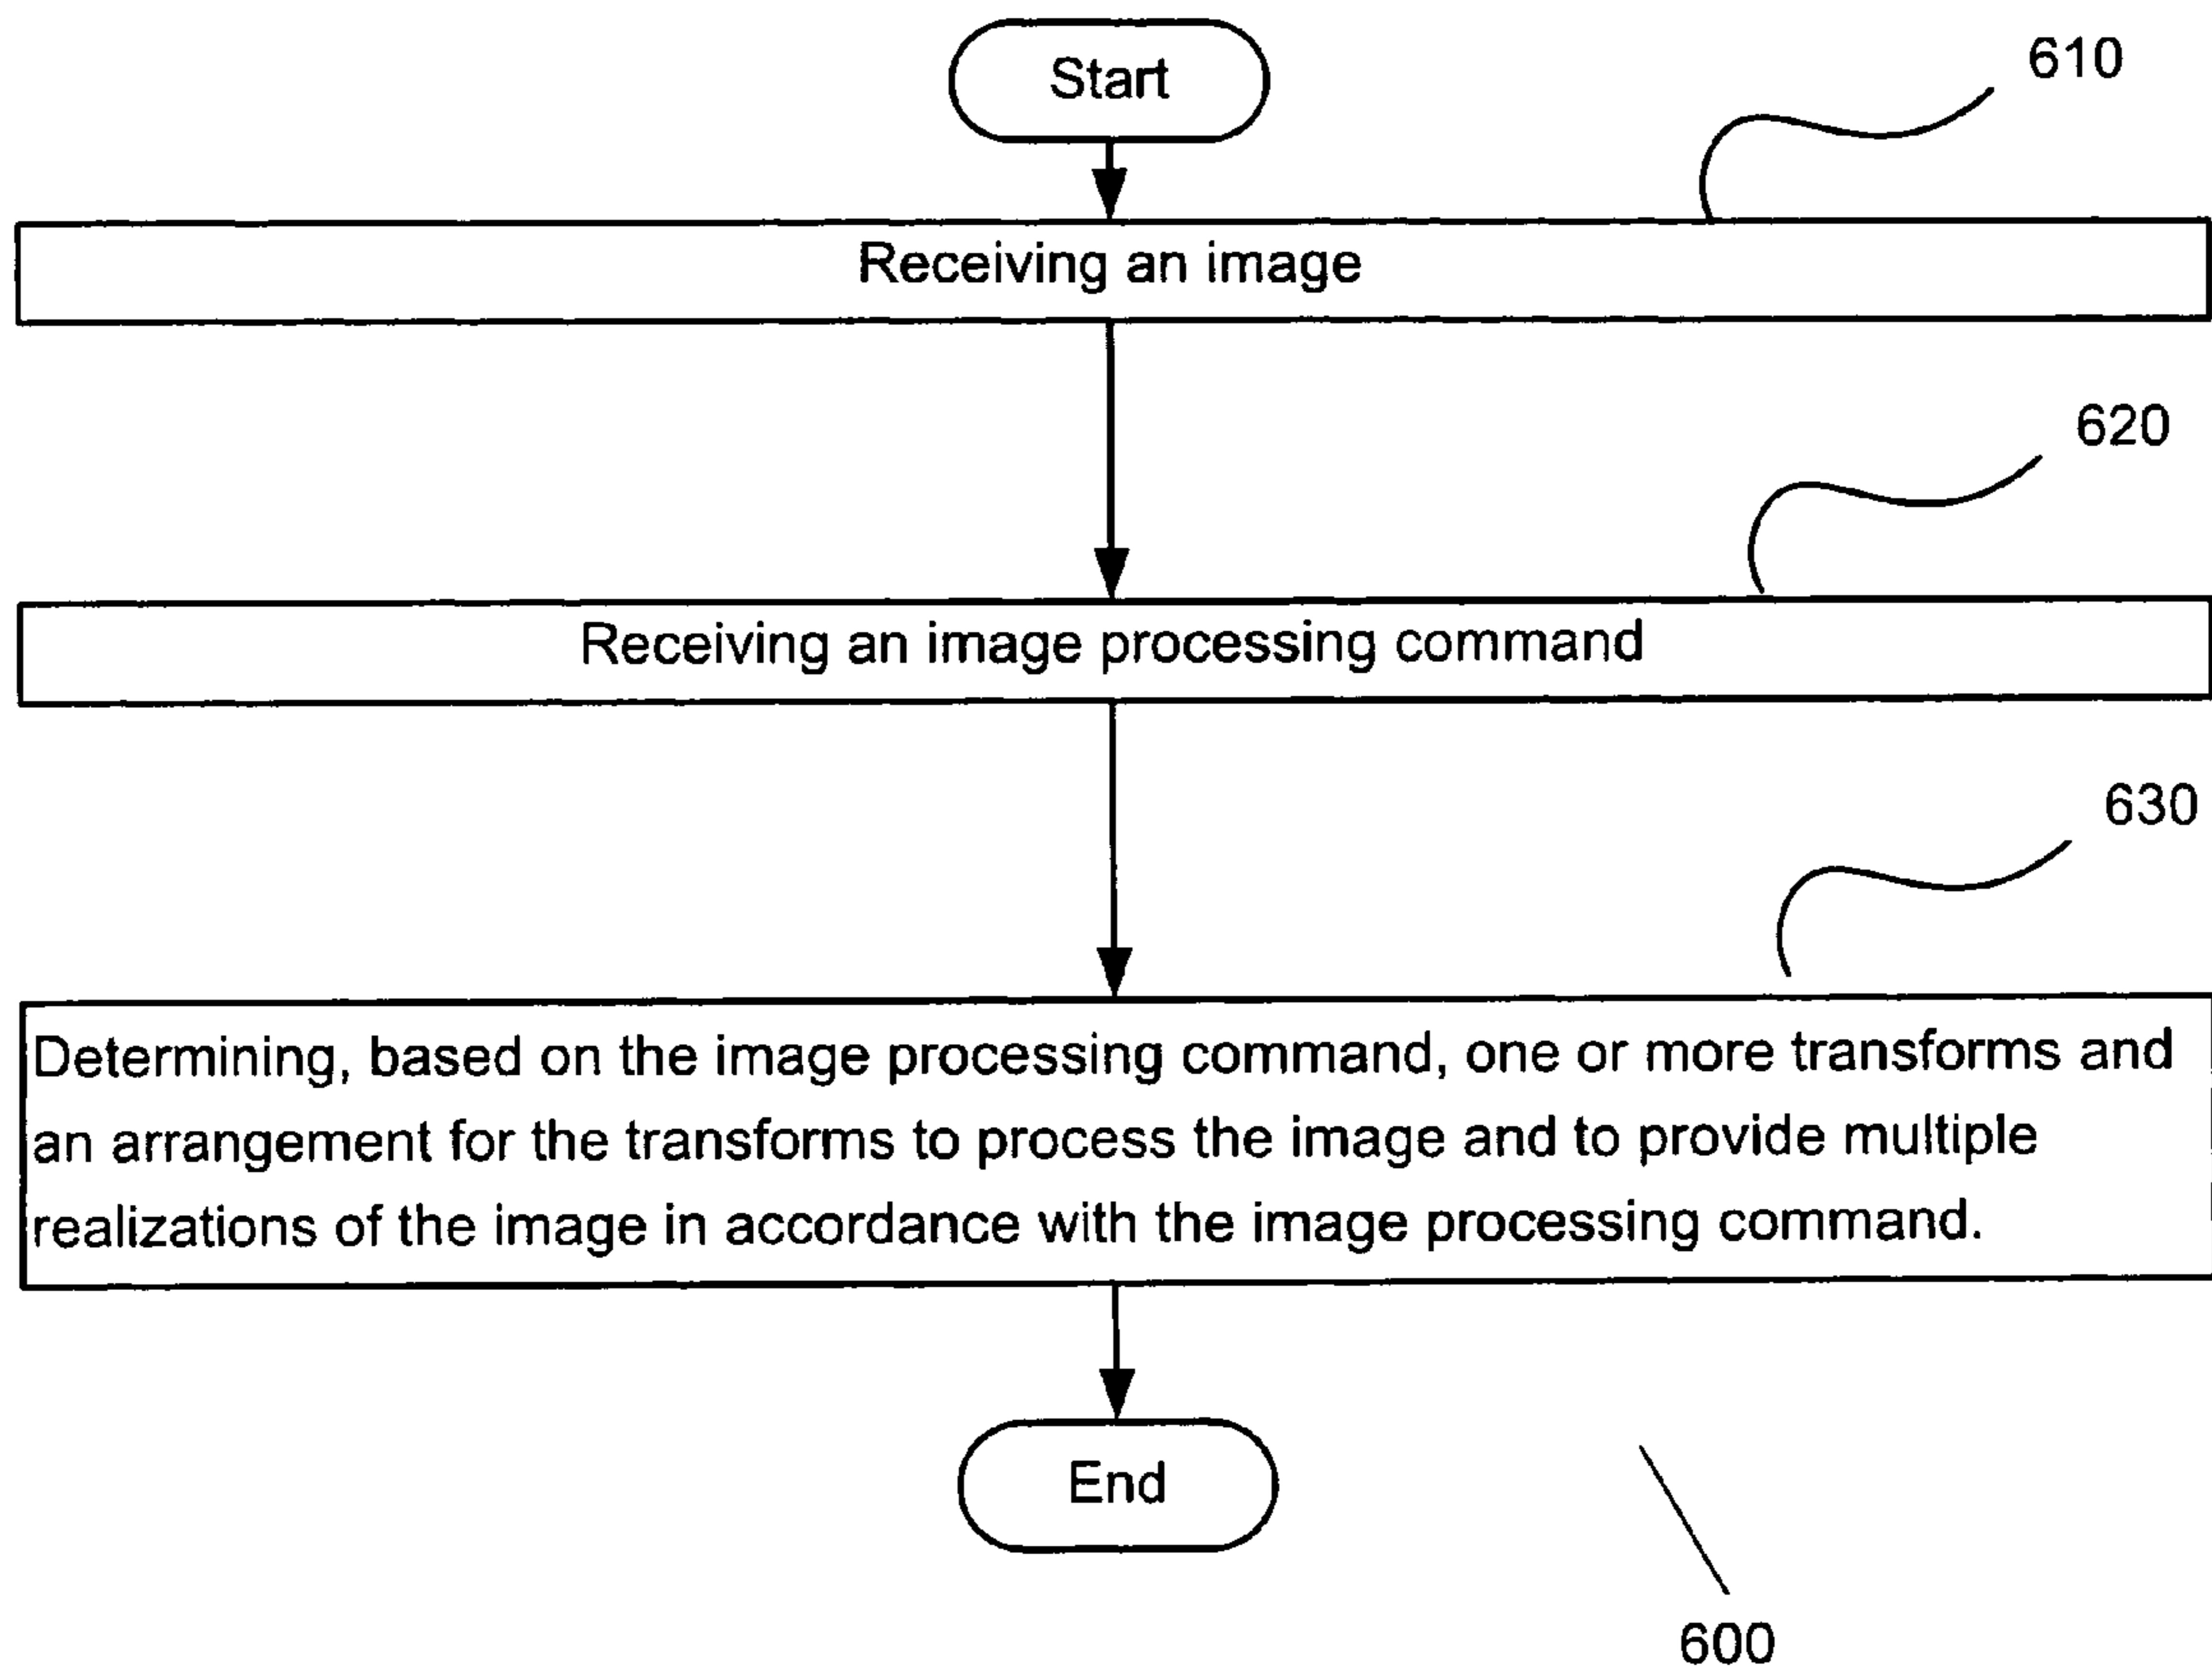 Start
610
Receiving an image
620
Receiving an image processing command
630
Determining, based on the image processing command, one or more transforms and
an arrangement for the transforms to process the image and to provide multiple
realizations of the image in accordance with the image processing command.
End
600